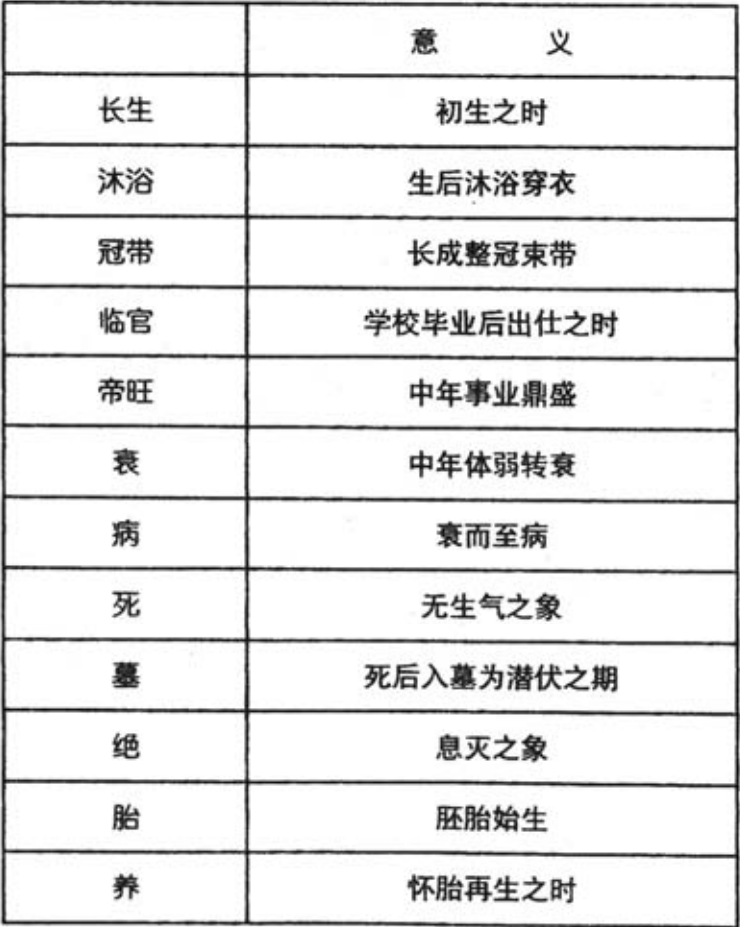 意 义
长生 初生之时
沐浴 生后沐浴穿衣
冠带 长成整冠束带
临官 学校毕业后出仕之时
帝旺 中年事业鼎盛
衰 中年体弱转衰
病 衰而至病
死 无生气之象
墓 死后入墓为潜伏之期
绝 息灭之象
胎 胚胎始生
养 怀胎再生之时